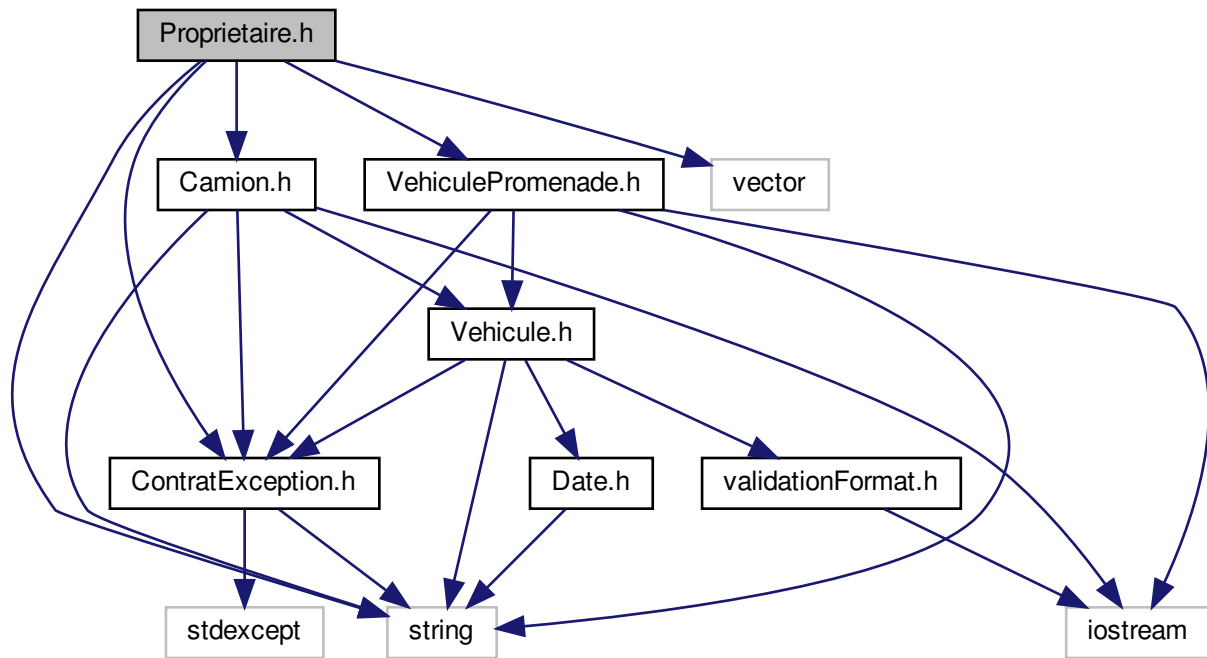 Proprietaire.h
Camion.h
VehiculePromenade.h
vector
Vehicule.h
ContratException.h
Date.h
validationFormat.h
stdexcept
string
iostream